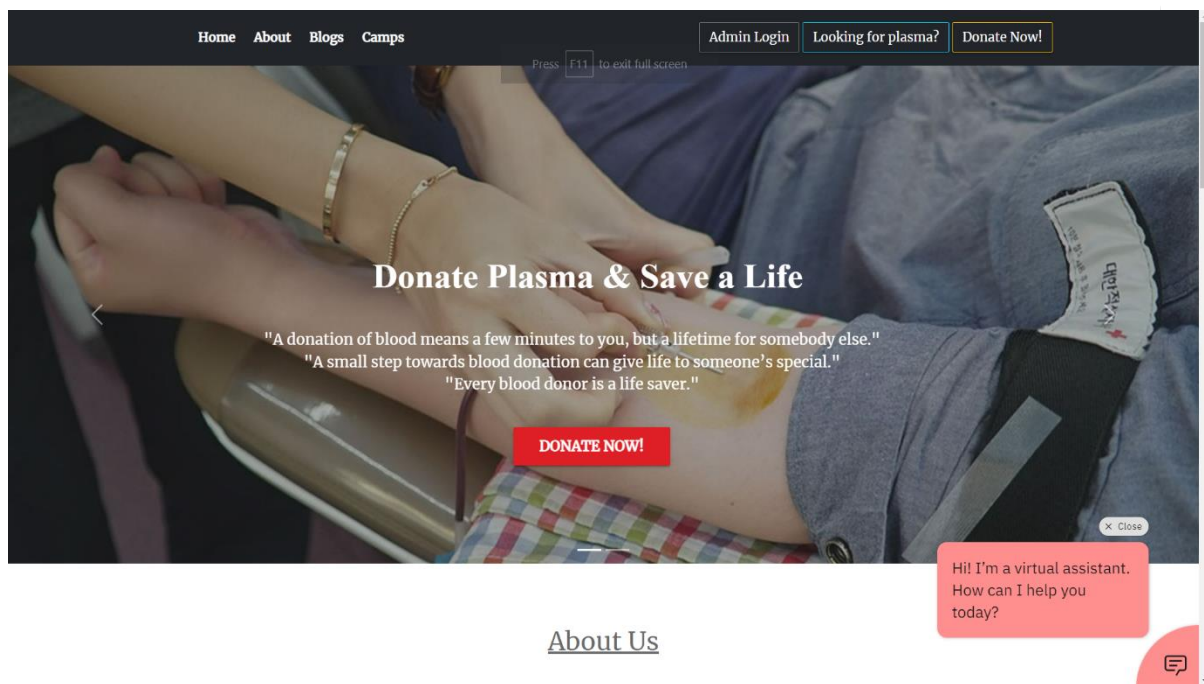 Home About Blogs Camps
Admin Login Looking for plasma? Donate Now!
Press F11 to exit full screen
Donate Plasma & Save a Life
"A donation of blood means a few minutes to you, but a lifetime for somebody else."
"A small step towards blood donation can give life to someone’s special."
"Every blood donor is a life saver."
DONATE NOW!
× Close
Hi! I’m a virtual assistant.
How can I help you
today?
About Us